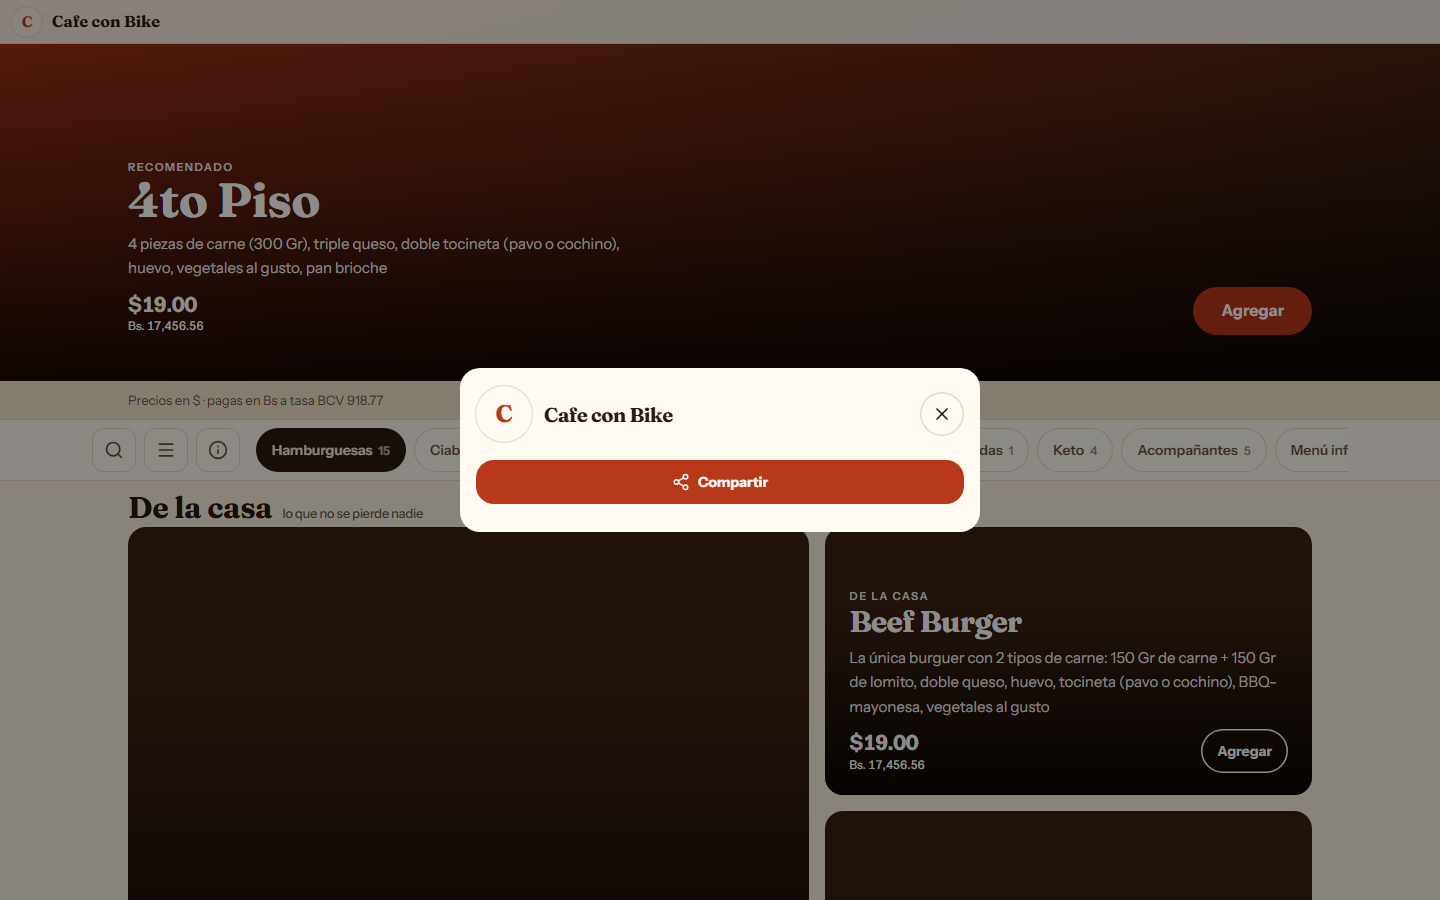 C Cafe con Bike
RECOMENDADO
4to Piso
4 piezas de carne (300 Gr), triple queso, doble tocineta (pavo o cochino),
huevo, vegetales al gusto, pan brioche
$19.00
Bs. 17,456.56
Agregar
C
Cafe con Bike
Compartir
Precios en $ · pagas en Bs a tasa BCV 918.77
Hamburguesas 15
Ciab
das 1
Keto 4
Acompañantes 5
Menú inf
De la casa lo que no se pierde nadie
DE LA CASA
Beef Burger
La única burguer con 2 tipos de carne: 150 Gr de carne + 150 Gr
de lomito, doble queso, huevo, tocineta (pavo o cochino), BBQ-
mayonesa, vegetales al gusto
$19.00
Bs. 17,456.56
Agregar